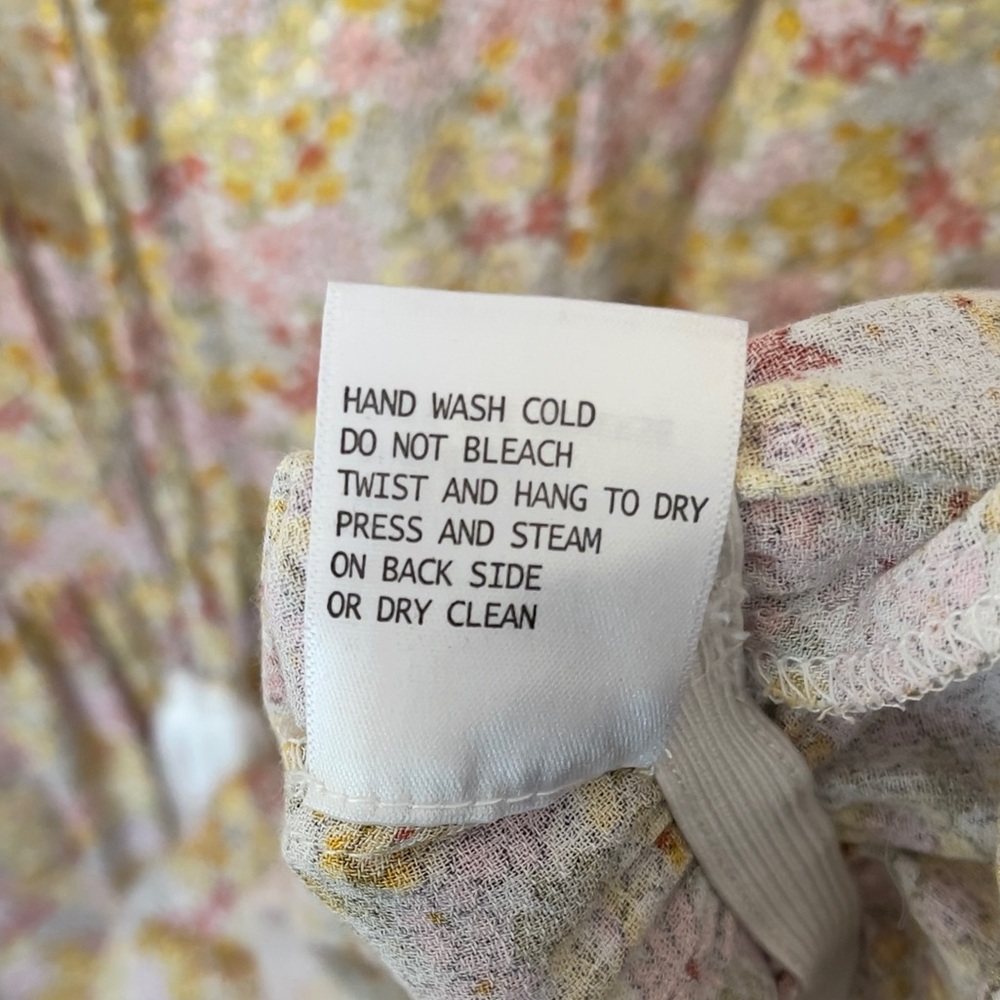 HAND WASH COLD
DO NOT BLEACH
TWIST AND HANG TO DRY
PRESS AND STEAM
ON BACK SIDE
OR DRY CLEAN